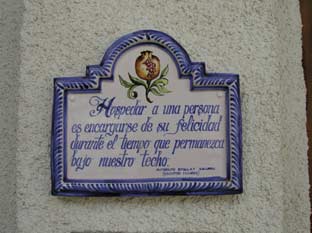 Hospedar a una persona
es encargarse de su felicidad
durante el tiempo que permanezca
bajo nuestro techo.